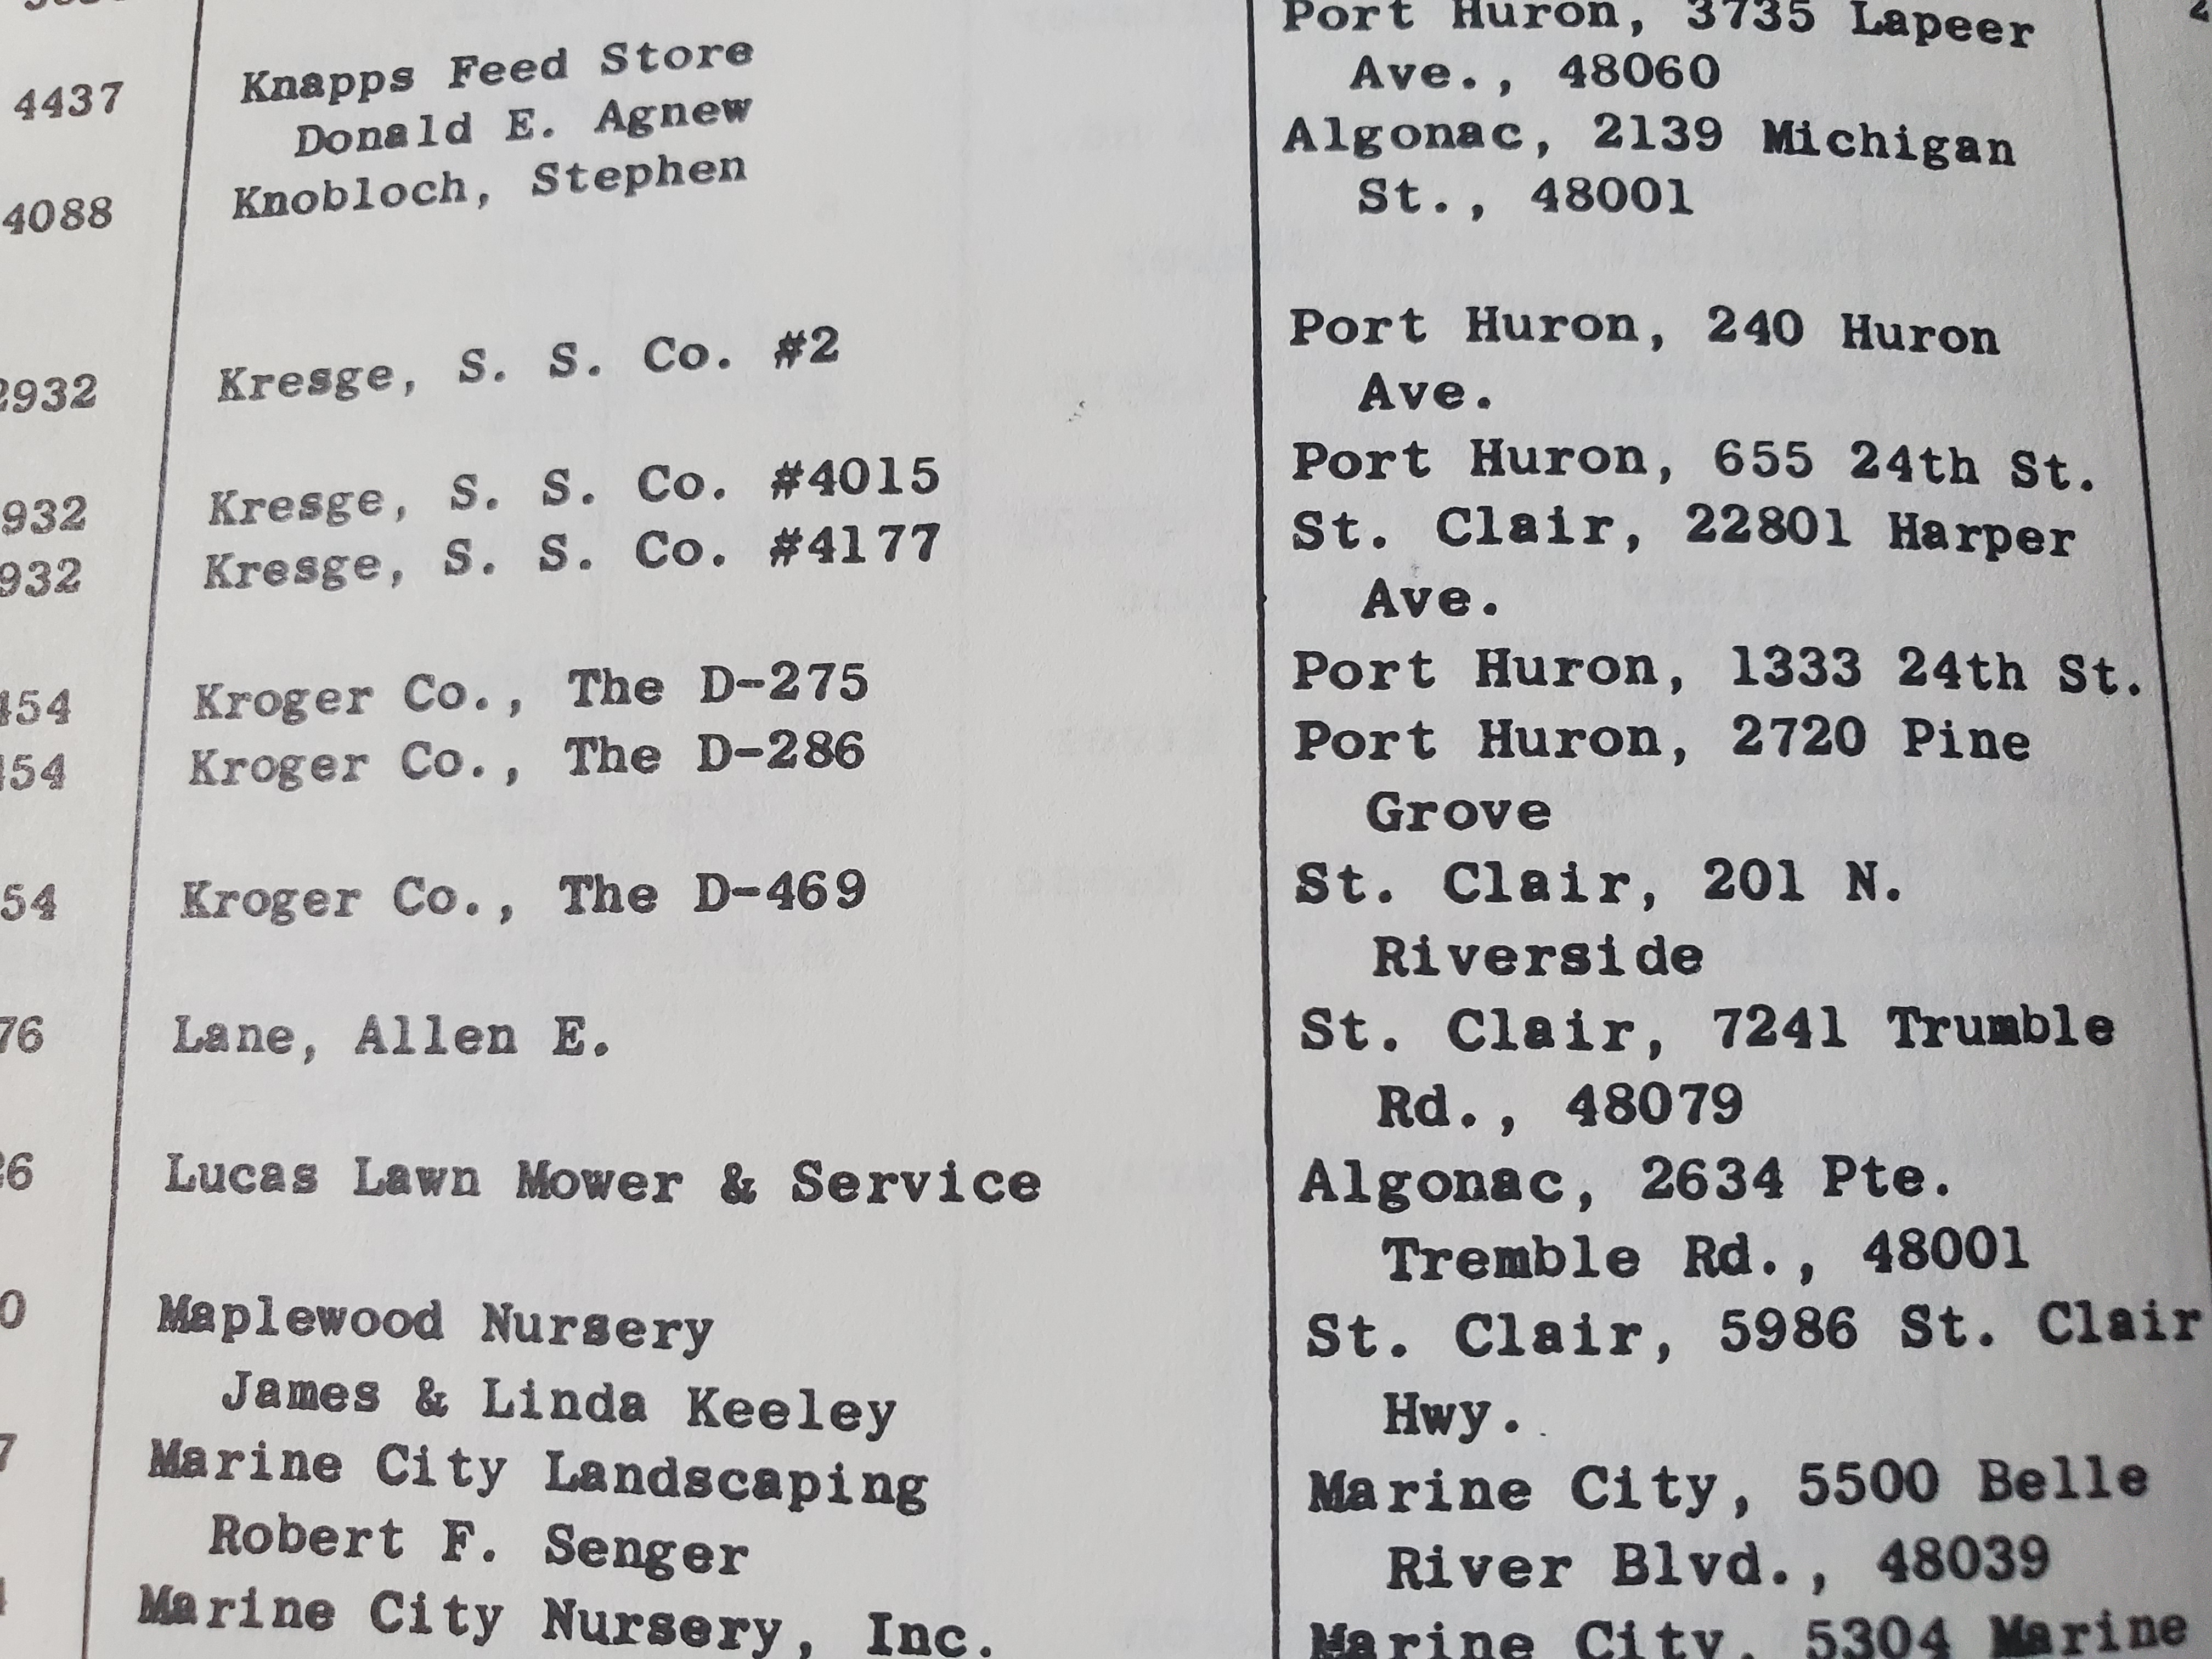 4437 Knapps Feed Store Port Huron, 3735 Lapeer
Donald E. Agnew Ave., 48060
4088 Knobloch, Stephen Algonac, 2139 Michigan
St., 48001
2932 Kresge, S. S. Co. #2 Port Huron, 240 Huron
Ave.
932 Kresge, S. S. Co. #4015 Port Huron, 655 24th St.
932 Kresge, S. S. Co. #4177 St. Clair, 22801 Harper
Ave.
454 Kroger Co., The D-275 Port Huron, 1333 24th St.
454 Kroger Co., The D-286 Port Huron, 2720 Pine
Grove
54 Kroger Co., The D-469 St. Clair, 201 N.
Riverside
76 Lane, Allen E. St. Clair, 7241 Trumble
Rd., 48079
26 Lucas Lawn Mower & Service Algonac, 2634 Pte.
Tremble Rd., 48001
0 Maplewood Nursery St. Clair, 5986 St. Clair
James & Linda Keeley Hwy.
7 Marine City Landscaping Marine City, 5500 Belle
Robert F. Senger River Blvd., 48039
Marine City Nursery, Inc. Marine City, 5304 Marine